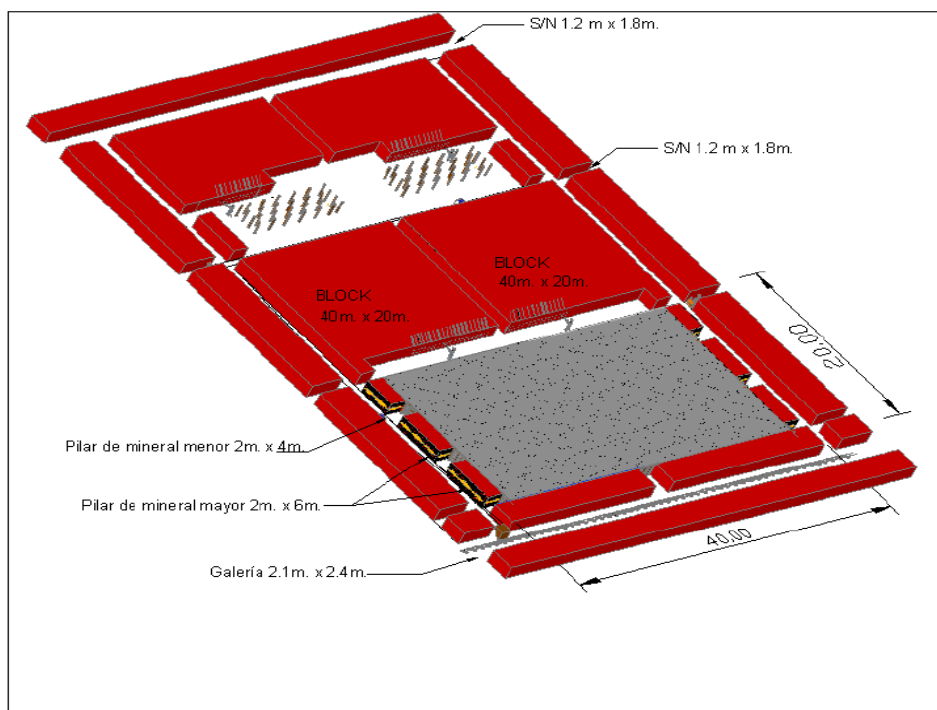 S/N 1.2 m x 1.8m.
S/N 1.2 m x 1.8m.
BLOCK
40m. x 20m.
BLOCK
40m. x 20m.
20,00
Pilar de mineral menor 2m. x 4m.
Pilar de mineral mayor 2m. x 6m.
40,00
Galería 2.1m. x 2.4m.